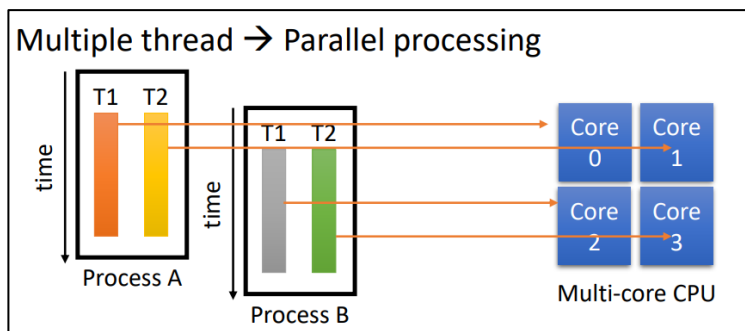 Multiple thread → Parallel processing
time
T1 T2
Process A
time
T1 T2
Process B
Core
0
Core
1
Core
2
Core
3
Multi-core CPU